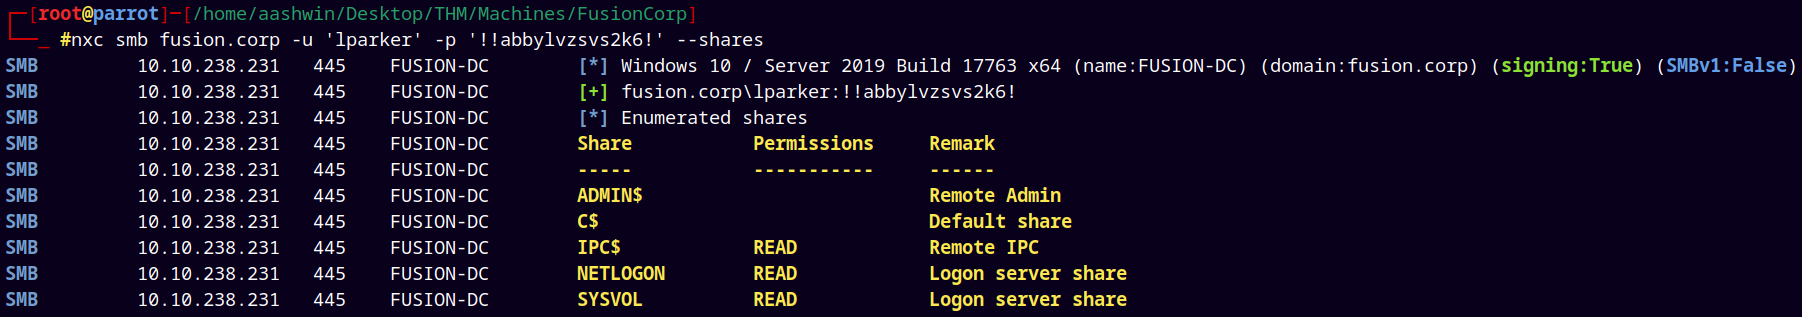 ┌─[root@parrot]─[/home/aashwin/Desktop/THM/Machines/FusionCorp]
└──_ #nxc smb fusion.corp -u 'lparker' -p '!!abbylvzsvs2k6!' --shares
SMB 10.10.238.231 445 FUSION-DC [*] Windows 10 / Server 2019 Build 17763 x64 (name:FUSION-DC) (domain:fusion.corp) (signing:True) (SMBv1:False)
SMB 10.10.238.231 445 FUSION-DC [+] fusion.corp\lparker:!!abbylvzsvs2k6!
SMB 10.10.238.231 445 FUSION-DC [*] Enumerated shares
SMB 10.10.238.231 445 FUSION-DC Share Permissions Remark
SMB 10.10.238.231 445 FUSION-DC ----- ----------- ------
SMB 10.10.238.231 445 FUSION-DC ADMIN$ Remote Admin
SMB 10.10.238.231 445 FUSION-DC C$ Default share
SMB 10.10.238.231 445 FUSION-DC IPC$ READ Remote IPC
SMB 10.10.238.231 445 FUSION-DC NETLOGON READ Logon server share
SMB 10.10.238.231 445 FUSION-DC SYSVOL READ Logon server share